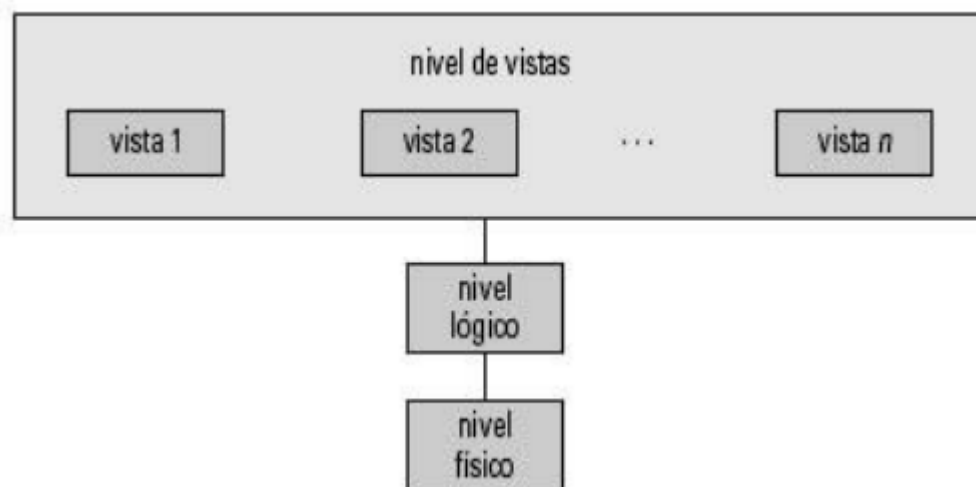 nivel de vistas
vista 1
vista 2
...
vista n
nivel
lógico
nivel
físico